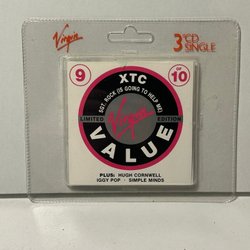 Virgin
3"CD
SINGLE
9
XTC
OF
10
SGT. ROCK (IS GOING TO HELP ME)
Virgin
LIMITED
EDITION
VALUE
PLUS: HUGH CORNWELL
IGGY POP · SIMPLE MINDS